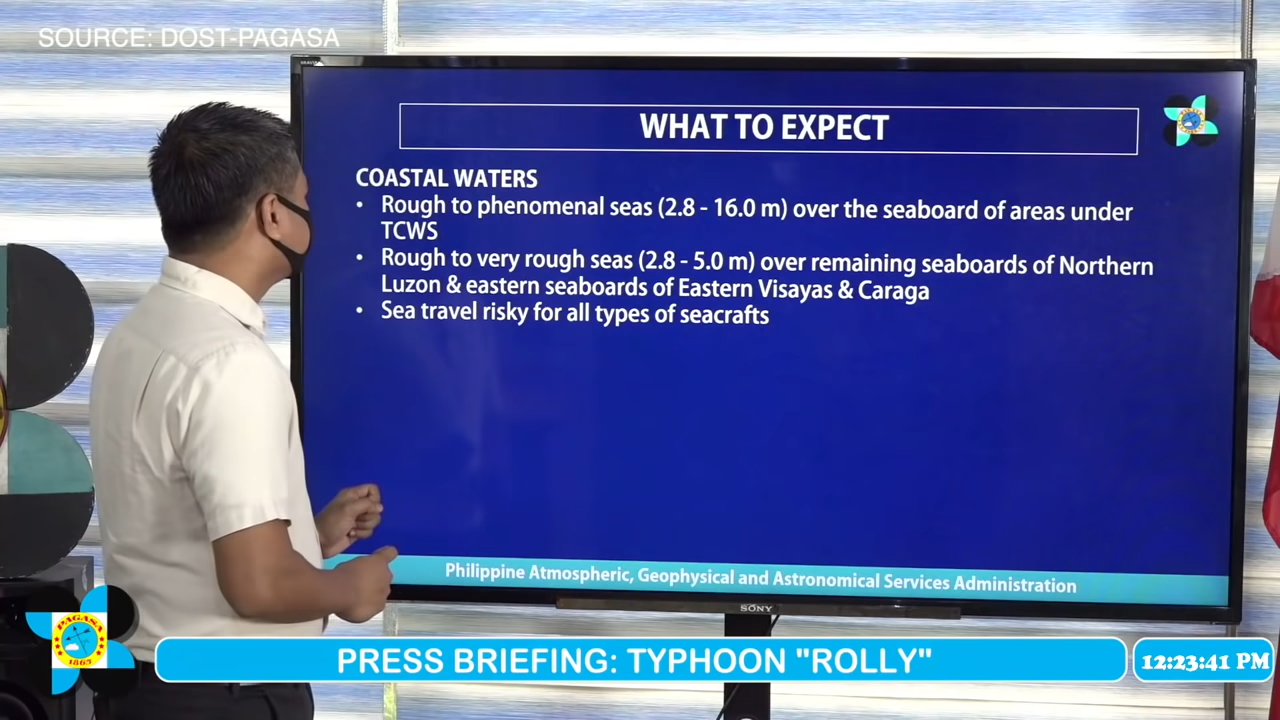 SOURCE: DOST-PAGASA
WHAT TO EXPECT
COASTAL WATERS
• Rough to phenomenal seas (2.8 - 16.0 m) over the seaboard of areas under
TCWS
• Rough to very rough seas (2.8 - 5.0 m) over remaining seaboards of Northern
Luzon & eastern seaboards of Eastern Visayas & Caraga
• Sea travel risky for all types of seacrafts
Philippine Atmospheric, Geophysical and Astronomical Services Administration
SONY
PAGASA
1865
PRESS BRIEFING: TYPHOON "ROLLY"
12:23:41 PM